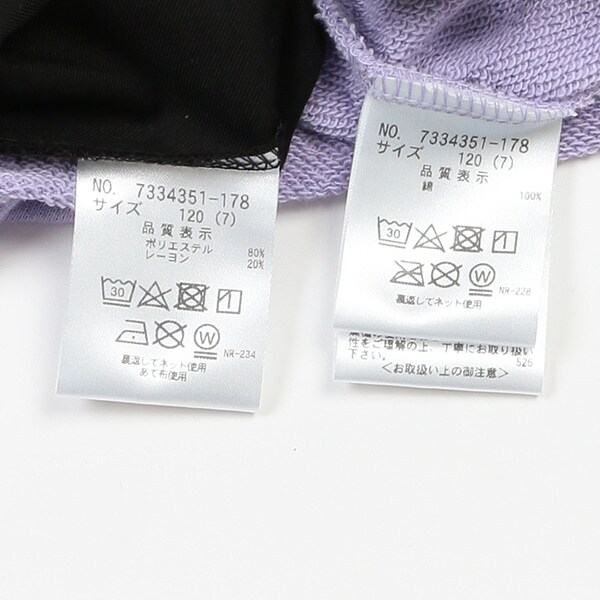 NO. 7334351-178
サイズ 120 (7)
品質表示
ポリエステル 80%
レーヨン 20%
30
NR-234
裏返してネット使用
あて布使用
NO. 7334351-178
サイズ 120 (7)
品質表示
綿 100%
30
NR-228
裏返してネット使用
性をご理解の上、丁寧にお取り扱い
下さい。 526
＜お取扱い上の御注意＞